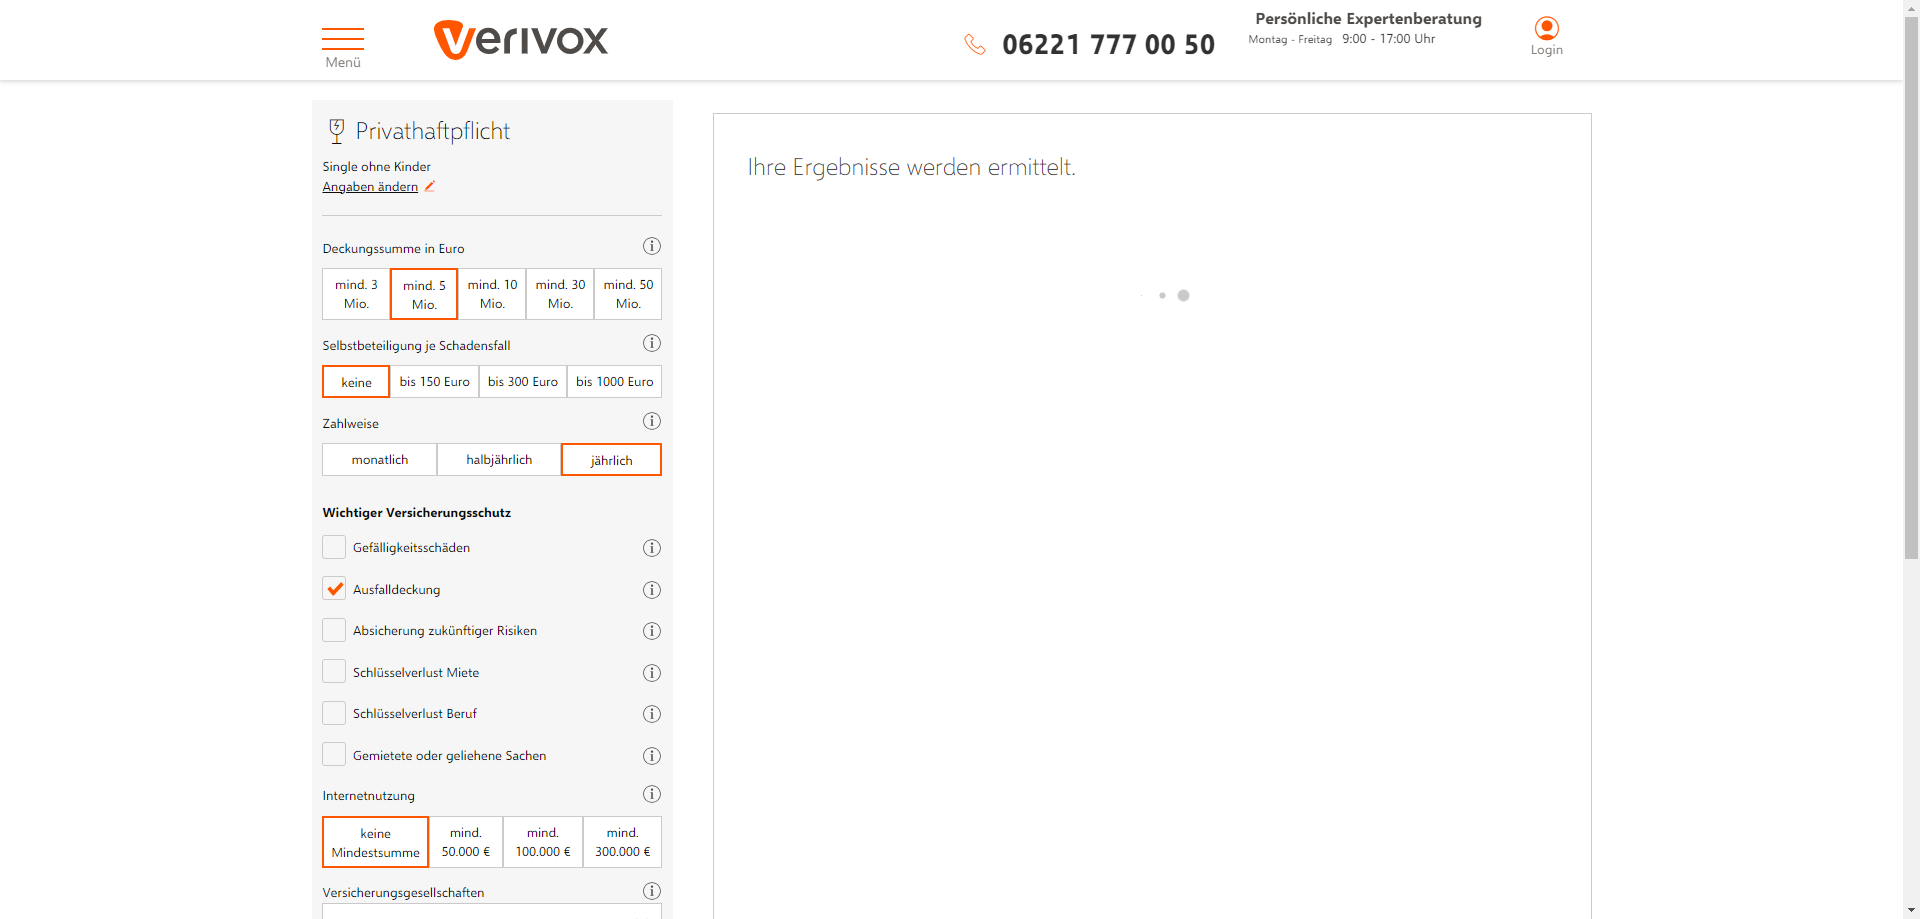 Menü
Verivox
06221 777 00 50
Persönliche Expertenberatung
Montag - Freitag 9:00 - 17:00 Uhr
Login
Privathaftpflicht
Single ohne Kinder
Angaben ändern
Deckungssumme in Euro
mind. 3 Mio.
mind. 5 Mio.
mind. 10 Mio.
mind. 30 Mio.
mind. 50 Mio.
Selbstbeteiligung je Schadensfall
keine
bis 150 Euro
bis 300 Euro
bis 1000 Euro
Zahlweise
monatlich
halbjährlich
jährlich
Wichtiger Versicherungsschutz
Gefälligkeitsschäden
Ausfalldeckung
Absicherung zukünftiger Risiken
Schlüsselverlust Miete
Schlüsselverlust Beruf
Gemietete oder geliehene Sachen
Internetnutzung
keine Mindestsumme
mind. 50.000 €
mind. 100.000 €
mind. 300.000 €
Versicherungsgesellschaften
Ihre Ergebnisse werden ermittelt.